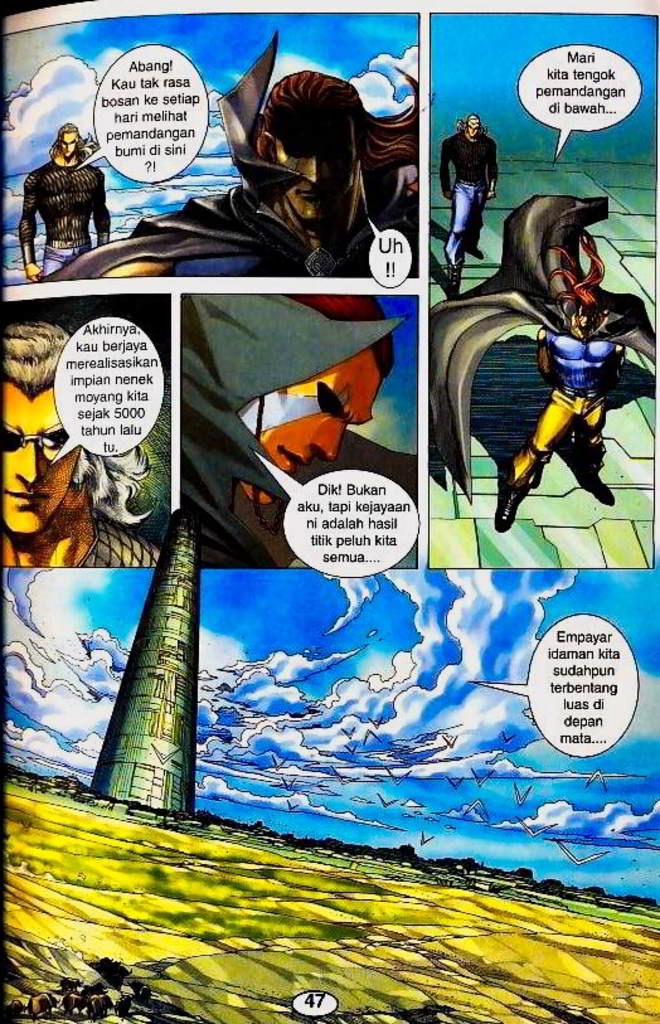 Abang!
Kau tak rasa
bosan ke setiap
hari melihat
pemandangan
bumi di sini
?!
Uh
!!
Mari
kita tengok
pemandangan
di bawah...
Akhirnya,
kau berjaya
merealisasikan
impian nenek
moyang kita
sejak 5000
tahun lalu
tu.
Dik! Bukan
aku, tapi kejayaan
ni adalah hasil
titik peluh kita
semua....
Empayar
idaman kita
sudahpun
terbentang
luas di
depan
mata....
47